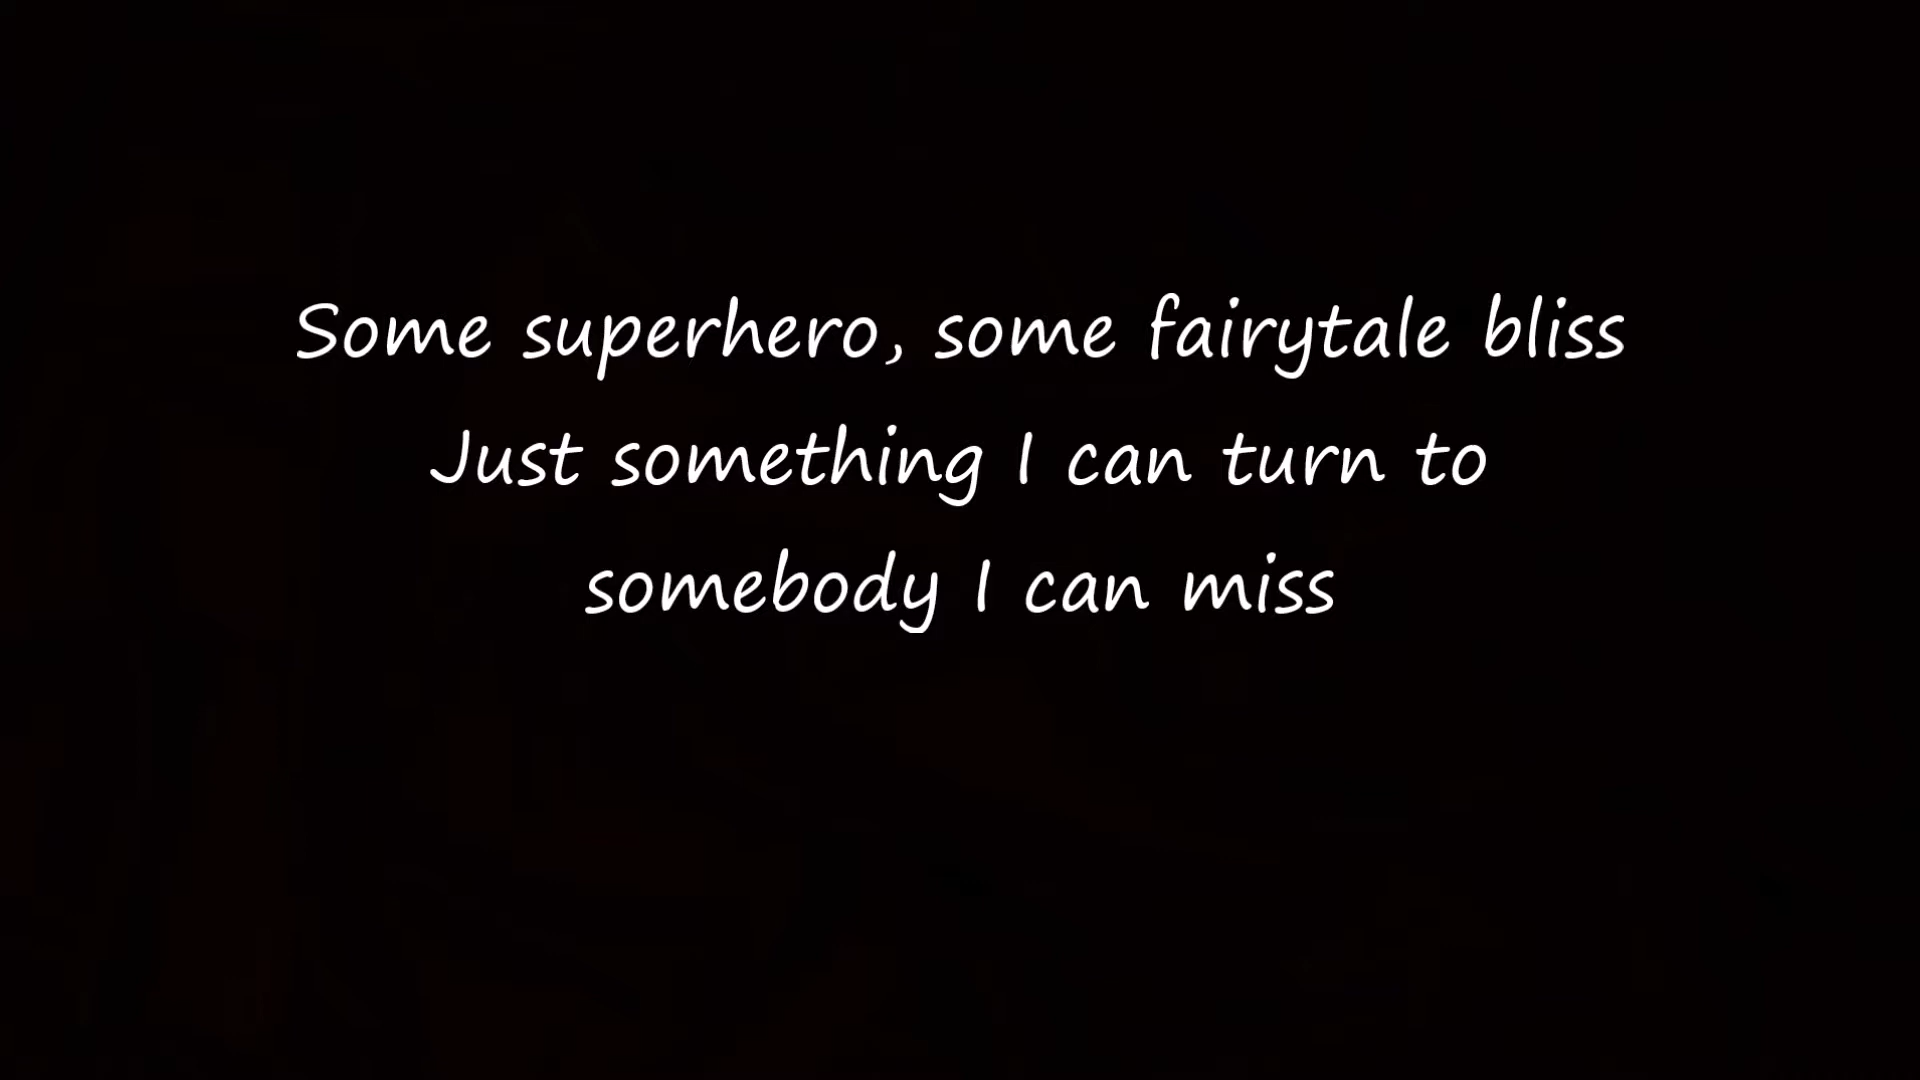 Some superhero, some fairytale bliss
Just something I can turn to
somebody I can miss